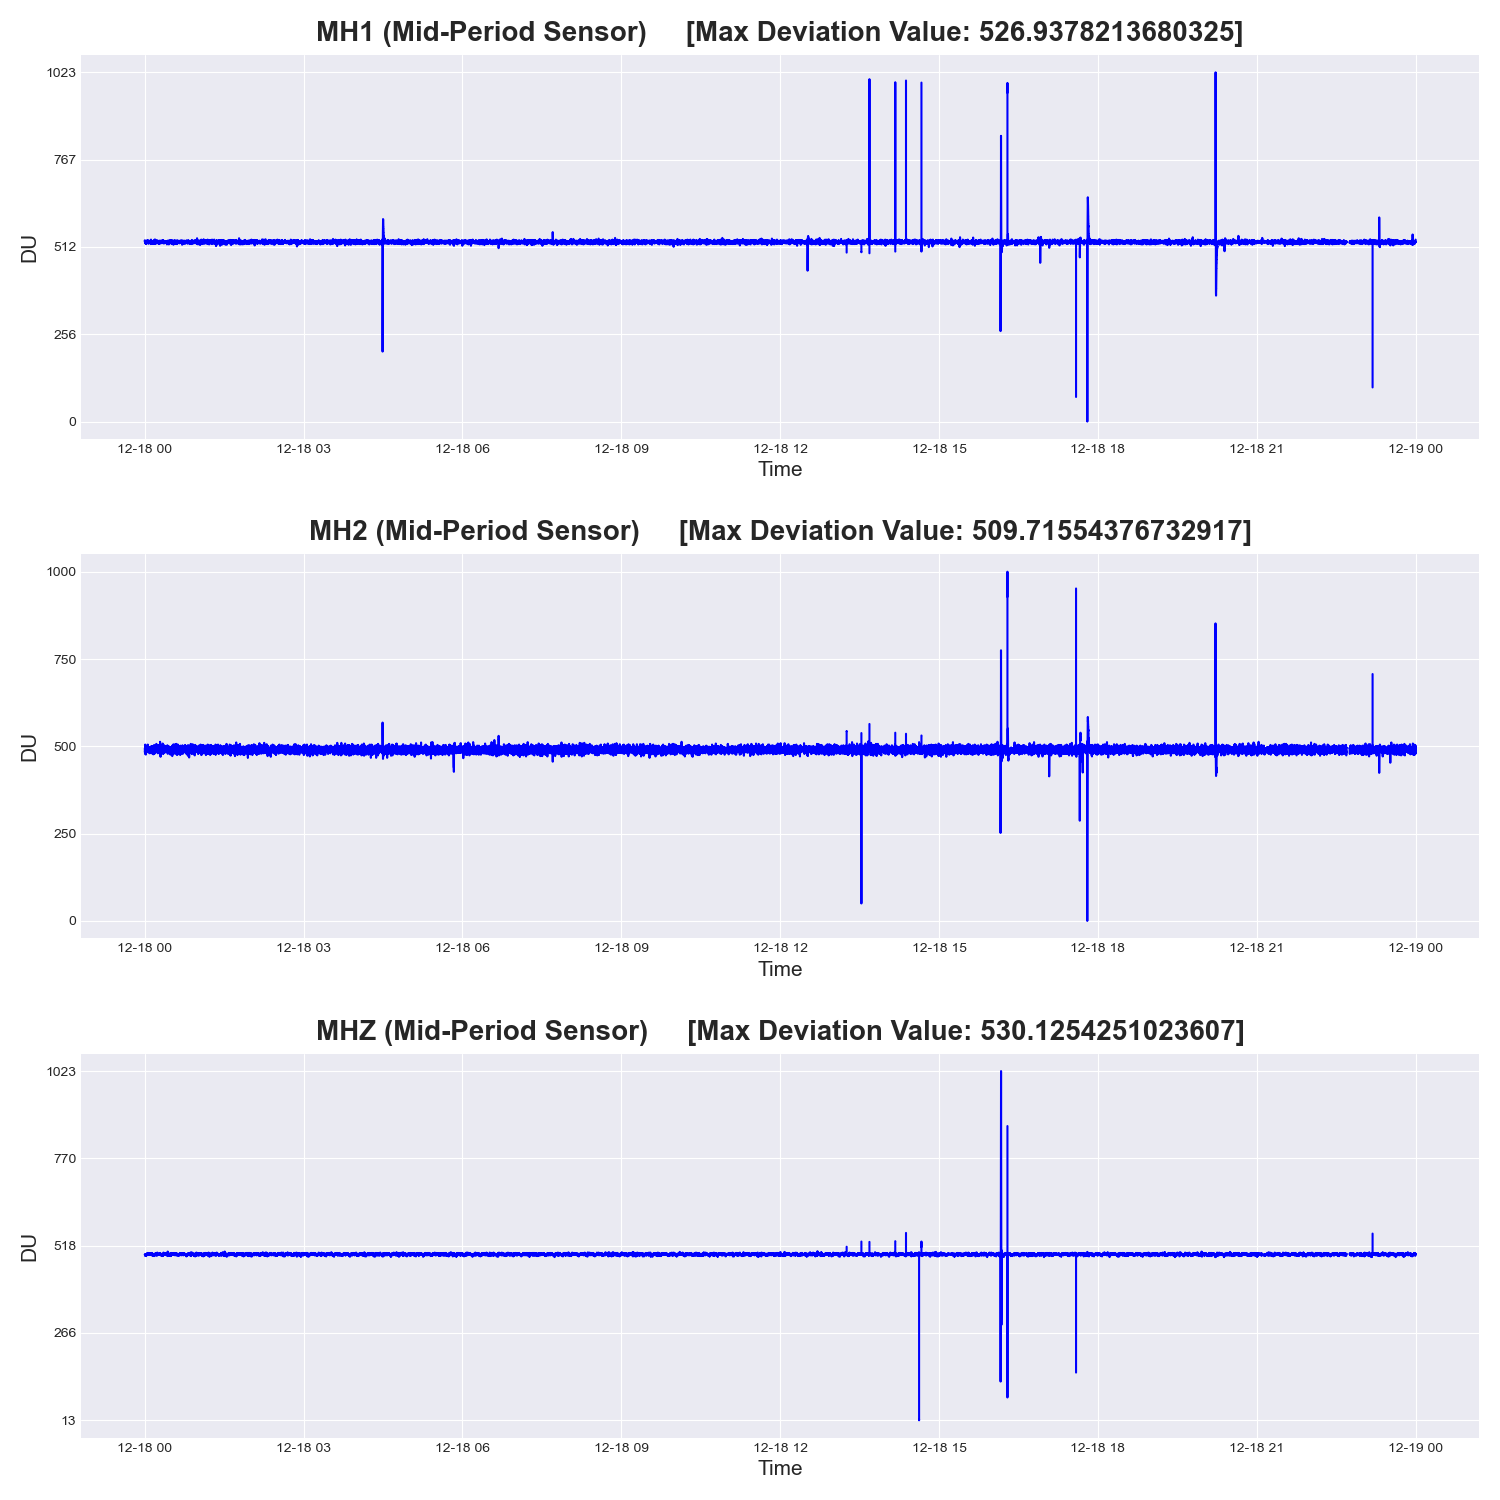 MH1 (Mid-Period Sensor) [Max Deviation Value: 526.9378213680325]
1023
767
512
256
0
DU
12-18 00 12-18 03 12-18 06 12-18 09 12-18 12 12-18 15 12-18 18 12-18 21 12-19 00
Time
MH2 (Mid-Period Sensor) [Max Deviation Value: 509.71554376732917]
1000
750
500
250
0
DU
12-18 00 12-18 03 12-18 06 12-18 09 12-18 12 12-18 15 12-18 18 12-18 21 12-19 00
Time
MHZ (Mid-Period Sensor) [Max Deviation Value: 530.1254251023607]
1023
770
518
266
13
DU
12-18 00 12-18 03 12-18 06 12-18 09 12-18 12 12-18 15 12-18 18 12-18 21 12-19 00
Time